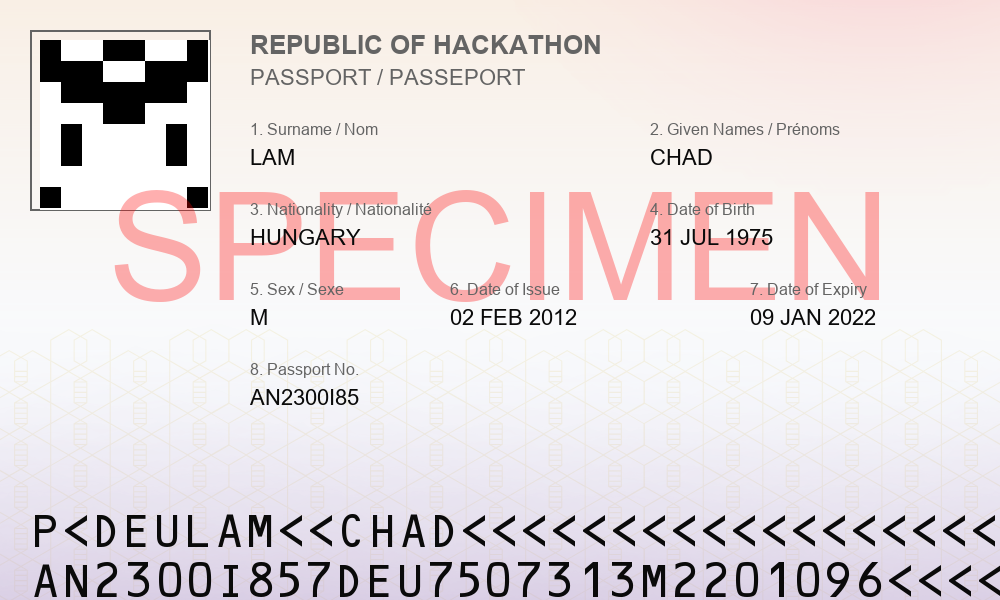 REPUBLIC OF HACKATHON
PASSPORT / PASSEPORT
1. Surname / Nom 2. Given Names / Prénoms
LAM CHAD
SPECIMEN
3. Nationality / Nationalité 4. Date of Birth
HUNGARY 31 JUL 1975
5. Sex / Sexe 6. Date of Issue 7. Date of Expiry
M 02 FEB 2012 09 JAN 2022
8. Passport No.
AN2300I85
P<DEULAM<<CHAD<<<<<<<<<<<<<<<<<<
AN2300I857DEU7507313M2201096<<<<